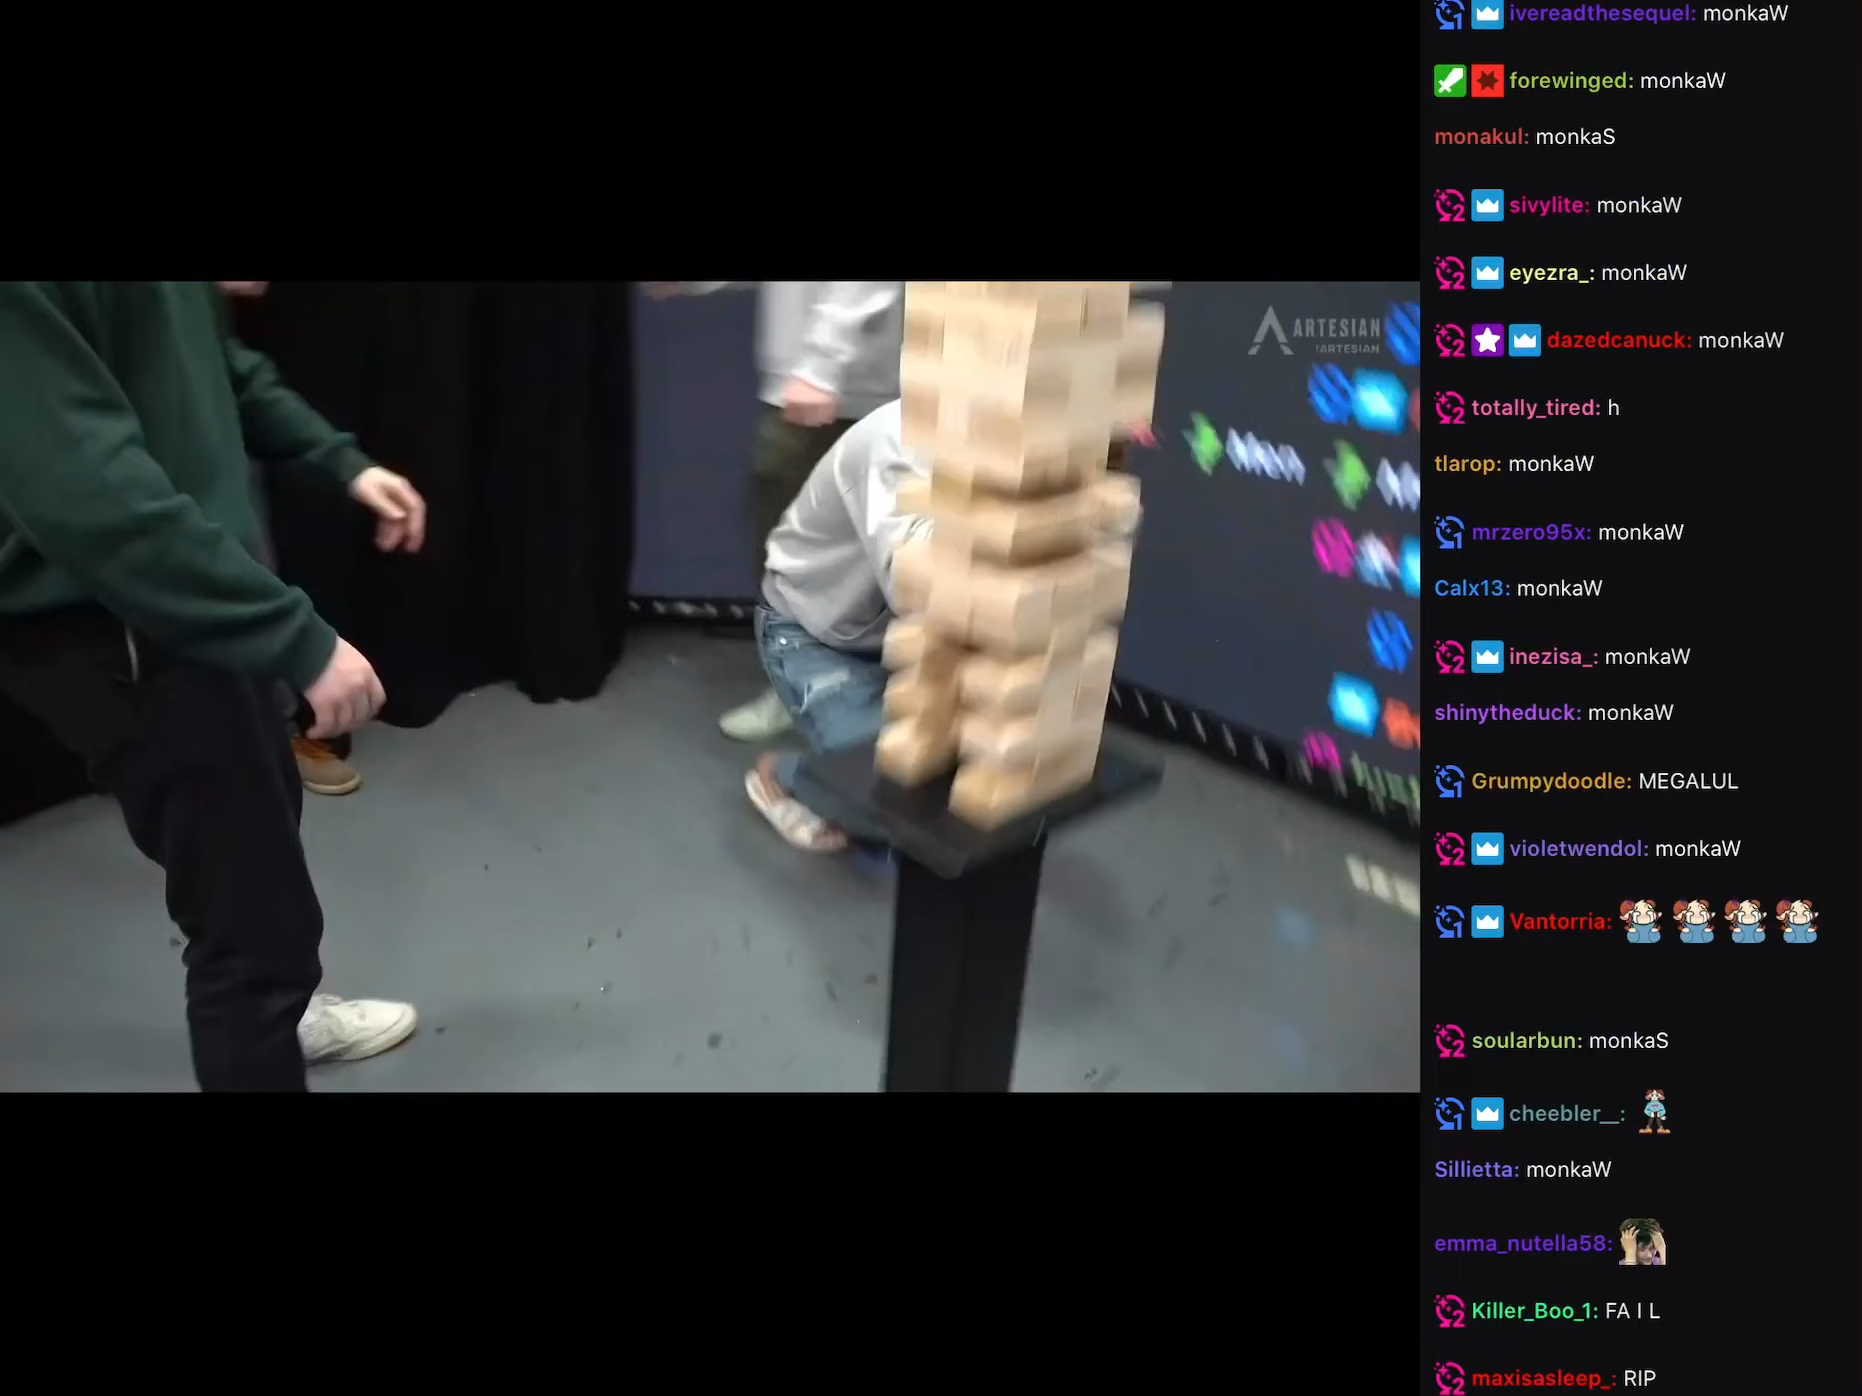 ivereadthesequel: monkaW
forewinged: monkaW
monakul: monkaS
sivylite: monkaW
eyezra_: monkaW
dazedcanuck: monkaW
totally_tired: h
tlarop: monkaW
mrzero95x: monkaW
Calx13: monkaW
inezisa_: monkaW
shinytheduck: monkaW
Grumpydoodle: MEGALUL
violetwendol: monkaW
Vantorria:
soularbun: monkaS
cheebler__:
Sillietta: monkaW
emma_nutella58:
Killer_Boo_1: FA I L
maxisasleep_: RIP
ARTESIAN
!ARTESIAN